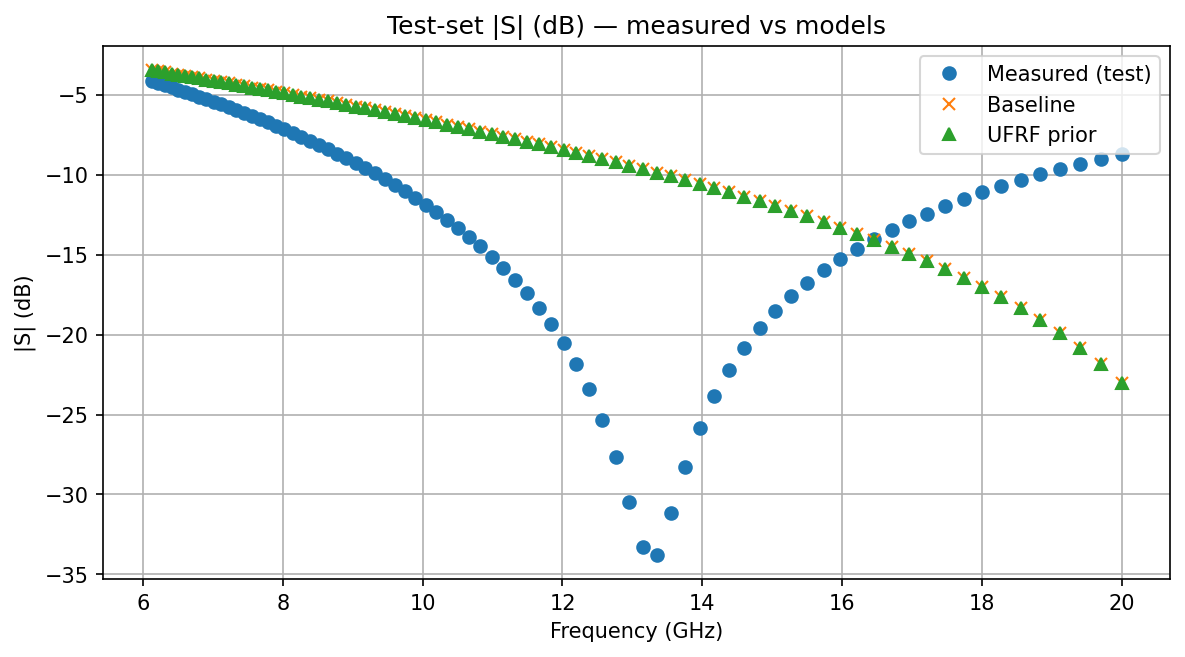 Test-set |S| (dB) — measured vs models
Measured (test)
Baseline
UFRF prior
|S| (dB)
−5
−10
−15
−20
−25
−30
−35
6
8
10
12
14
16
18
20
Frequency (GHz)